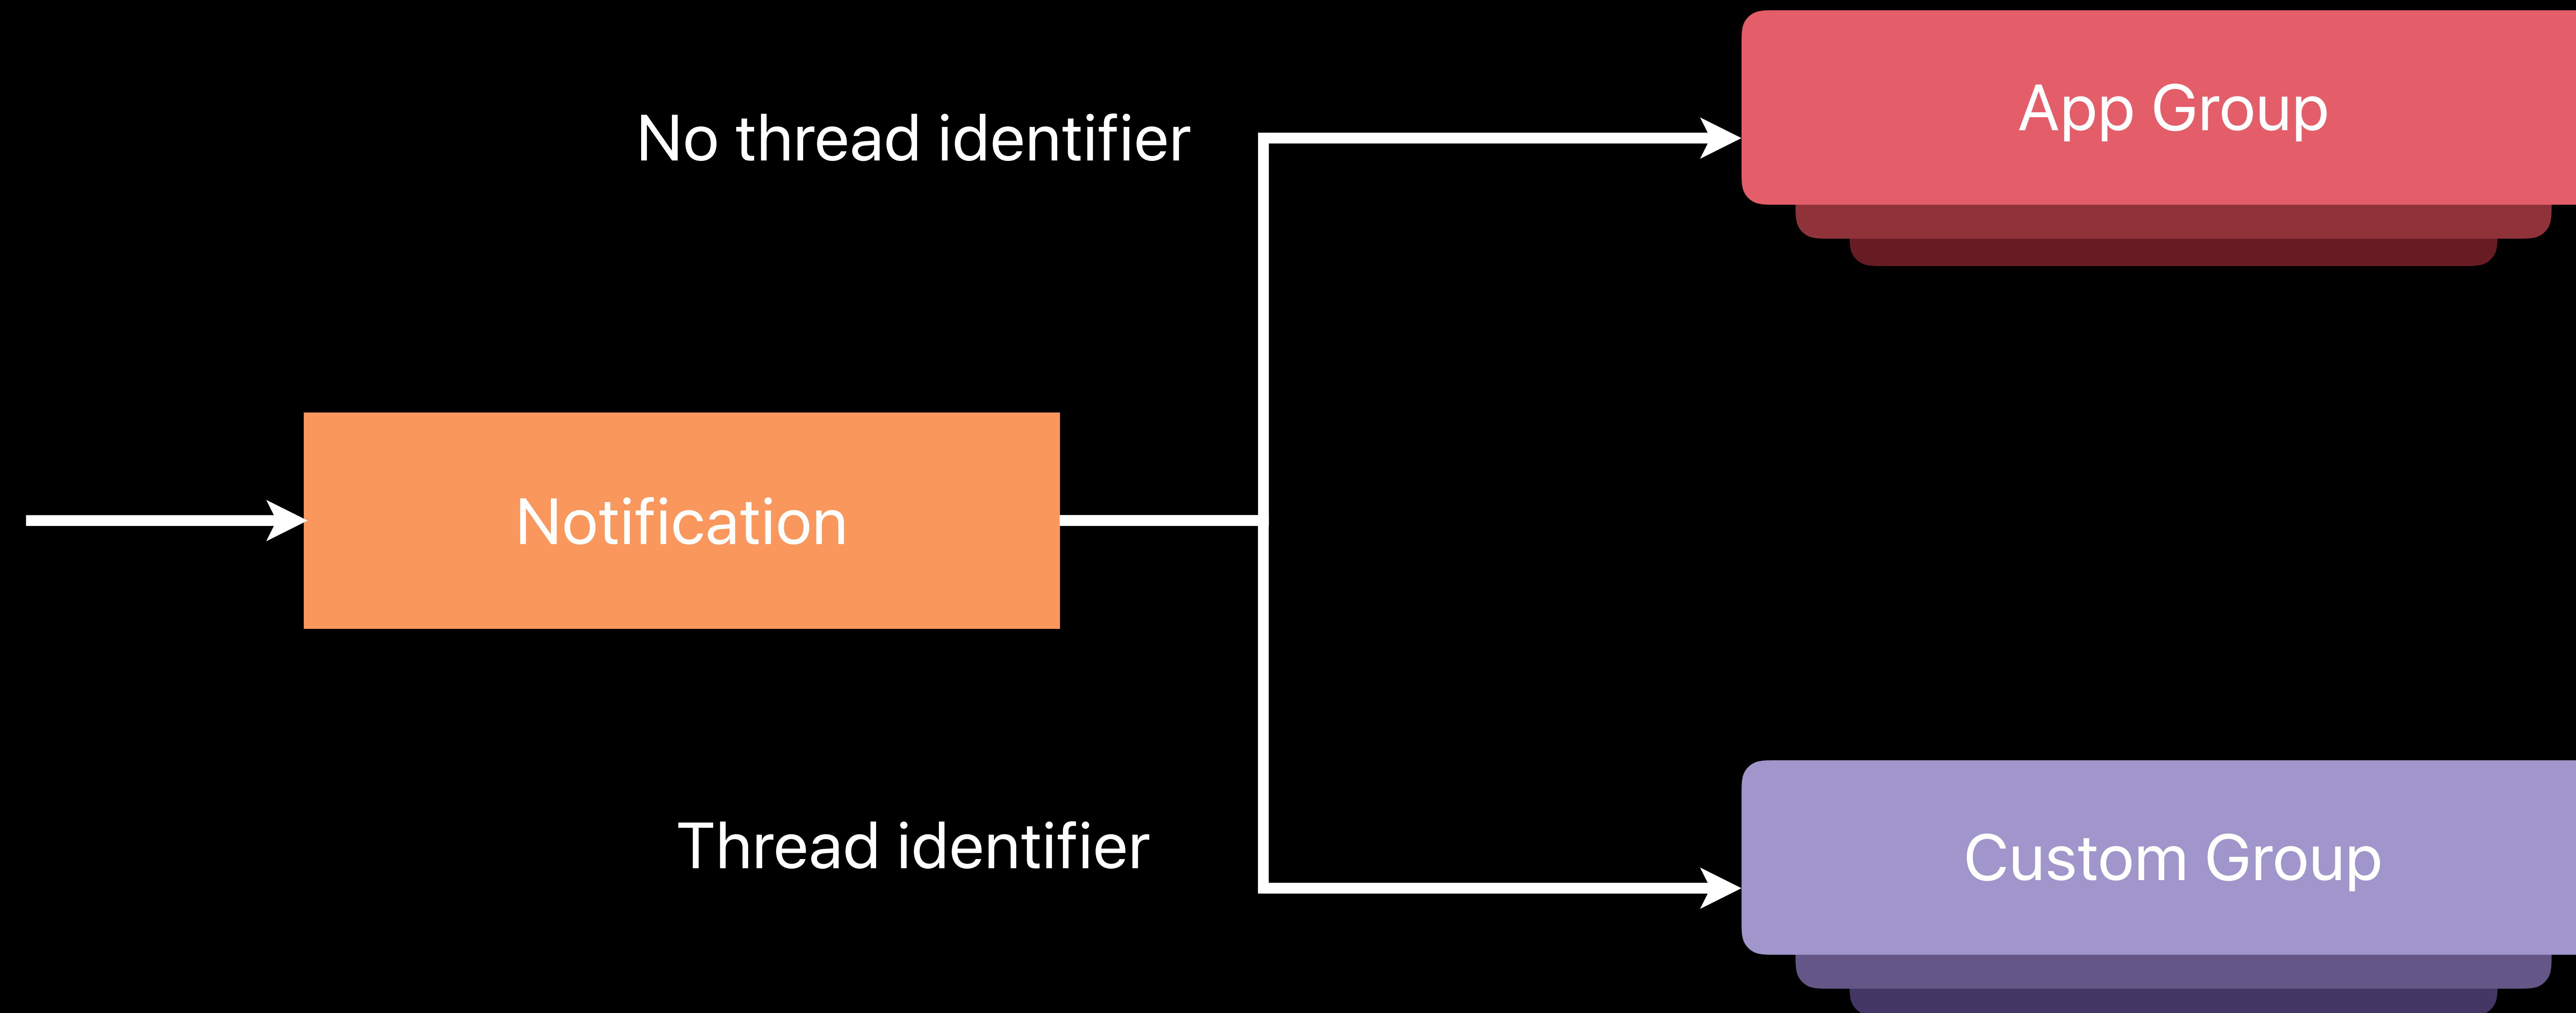 No thread identifier
App Group
Notification
Thread identifier
Custom Group